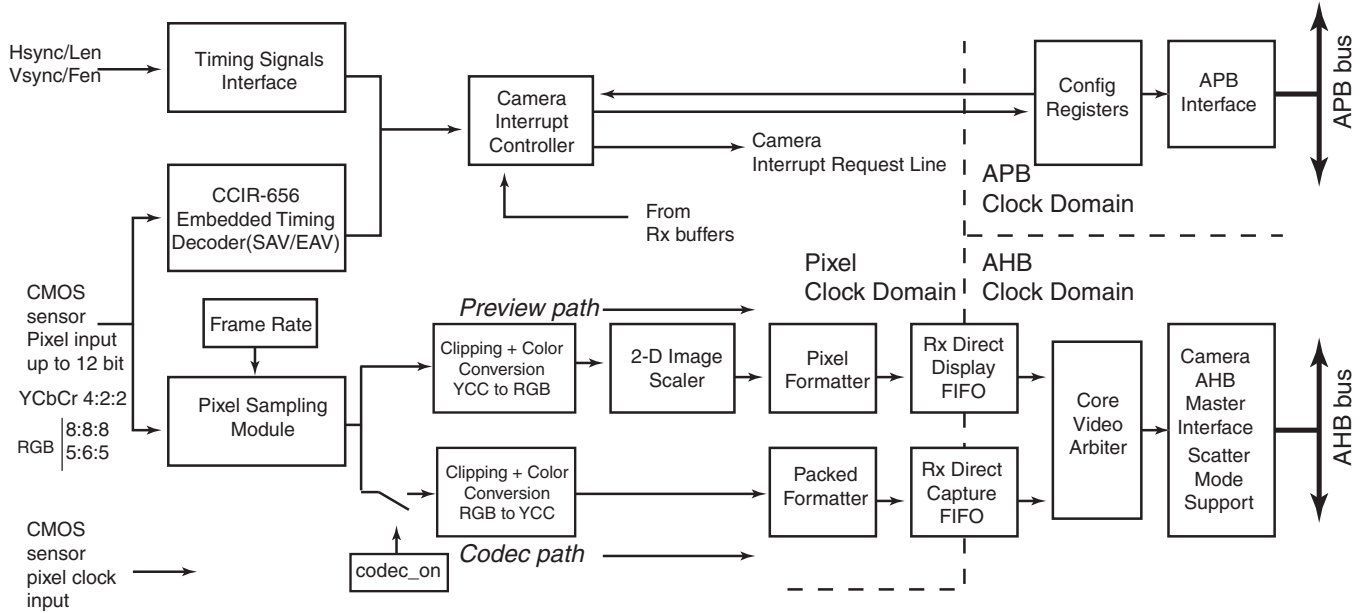 Hsync/Len
Vsync/Fen
Timing Signals
Interface
Camera
Interrupt
Controller
Config
Registers
APB
Interface
APB bus
Camera
Interrupt Request Line
APB
Clock Domain
CCIR-656
Embedded Timing
Decoder(SAV/EAV)
From
Rx buffers
Pixel
Clock Domain
AHB
Clock Domain
CMOS
sensor
Pixel input
up to 12 bit
YCbCr 4:2:2
RGB
8:8:8
5:6:5
Frame Rate
Pixel Sampling
Module
Preview path
Clipping + Color
Conversion
YCC to RGB
2-D Image
Scaler
Pixel
Formatter
Rx Direct
Display
FIFO
Core
Video
Arbiter
Camera
AHB
Master
Interface
Scatter
Mode
Support
AHB bus
Clipping + Color
Conversion
RGB to YCC
Packed
Formatter
Rx Direct
Capture
FIFO
Codec path
codec_on
CMOS
sensor
pixel clock
input